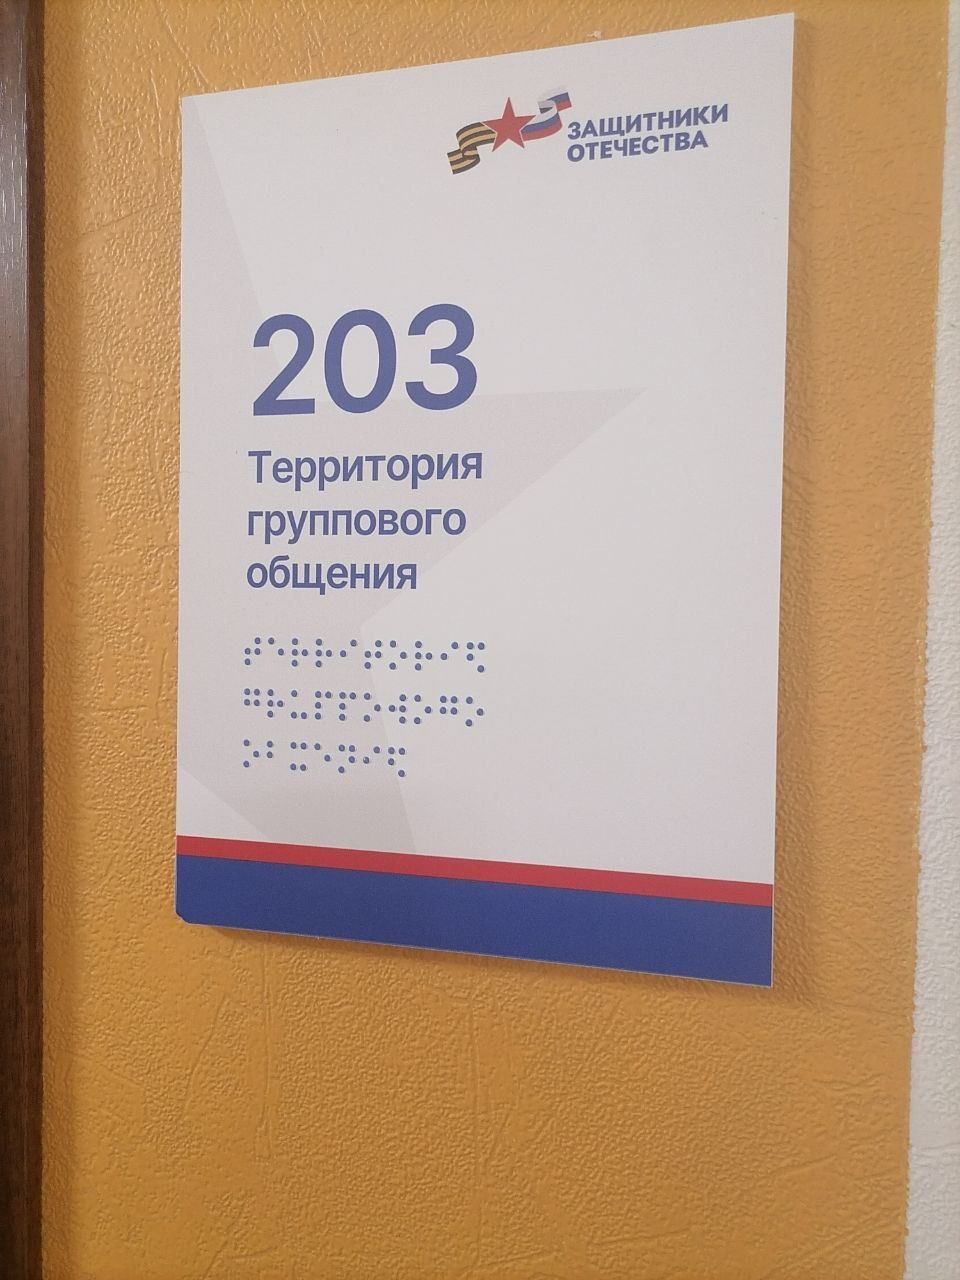 ЗАЩИТНИКИ
ОТЕЧЕСТВА
203
Территория
группового
общения
⠞⠑⠗⠗⠊⠞⠕⠗⠊⠫
⠛⠗⠥⠏⠏⠕⠺⠕⠛⠕
⠕⠃⠭⠑⠝⠊⠫